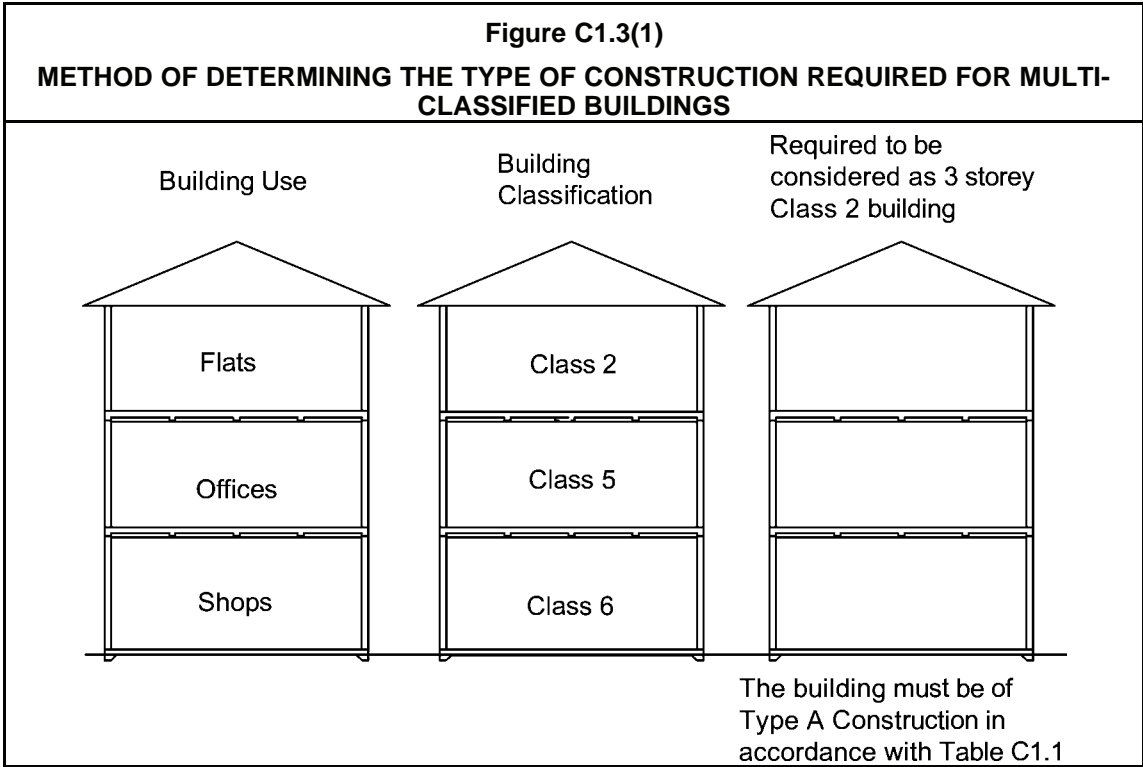 Figure C1.3(1)
METHOD OF DETERMINING THE TYPE OF CONSTRUCTION REQUIRED FOR MULTI-
CLASSIFIED BUILDINGS
Building Use
Building
Classification
Required to be
considered as 3 storey
Class 2 building
Flats
Class 2
Offices
Class 5
Shops
Class 6
The building must be of
Type A Construction in
accordance with Table C1.1